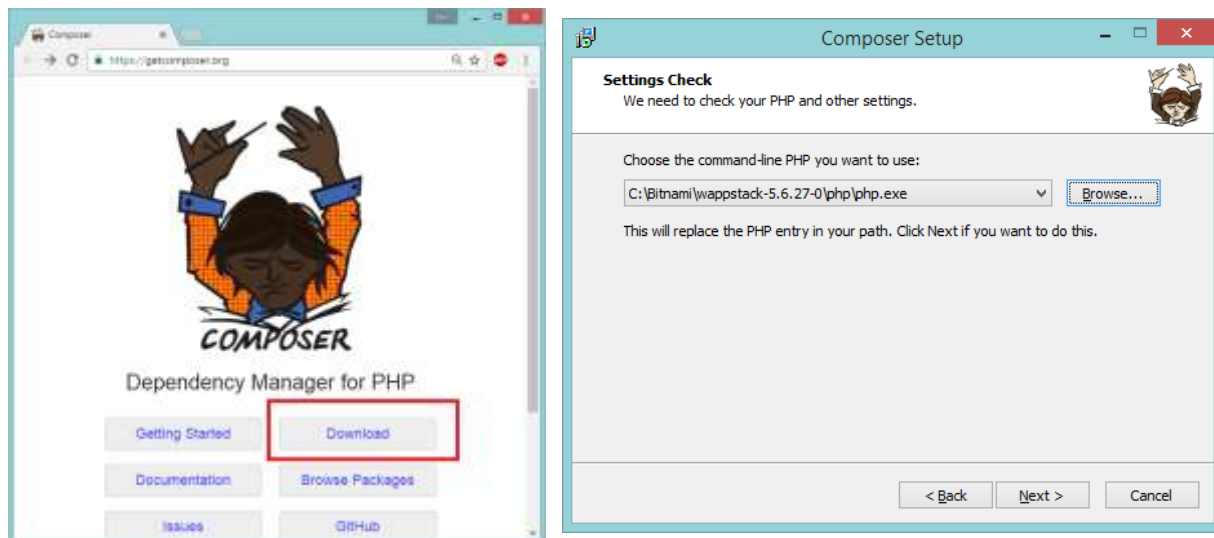 Composer
https://getcomposer.org
COMPOSER
Dependency Manager for PHP
Getting Started
Download
Documentation
Browse Packages
Issues
GitHub
Composer Setup
Settings Check
We need to check your PHP and other settings.
Choose the command-line PHP you want to use:
C:\Bitnami\wappstack-5.6.27-0\php\php.exe
Browse...
This will replace the PHP entry in your path. Click Next if you want to do this.
< Back
Next >
Cancel